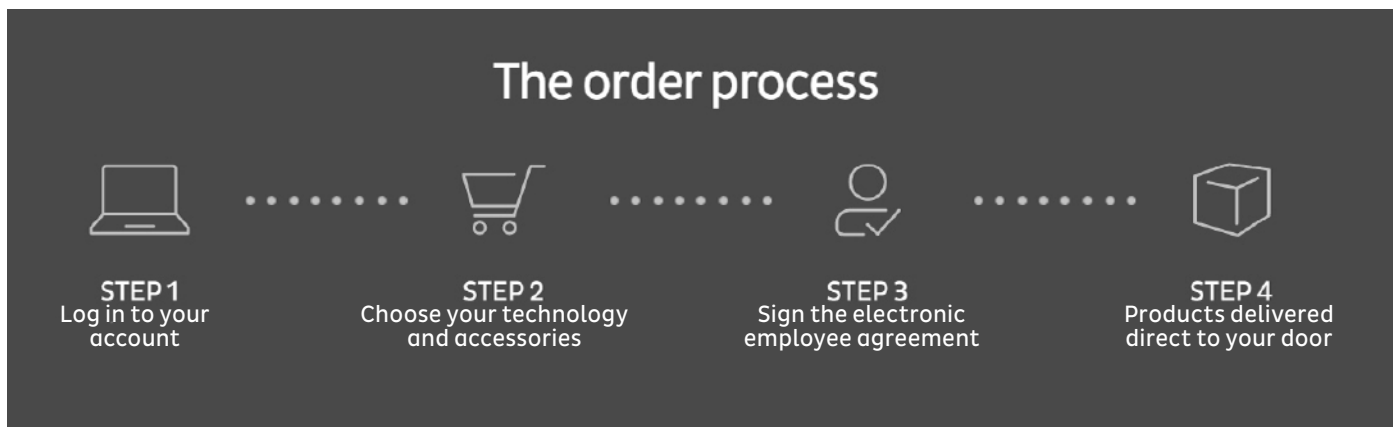 The order process
STEP 1
Log in to your
account
STEP 2
Choose your technology
and accessories
STEP 3
Sign the electronic
employee agreement
STEP 4
Products delivered
direct to your door